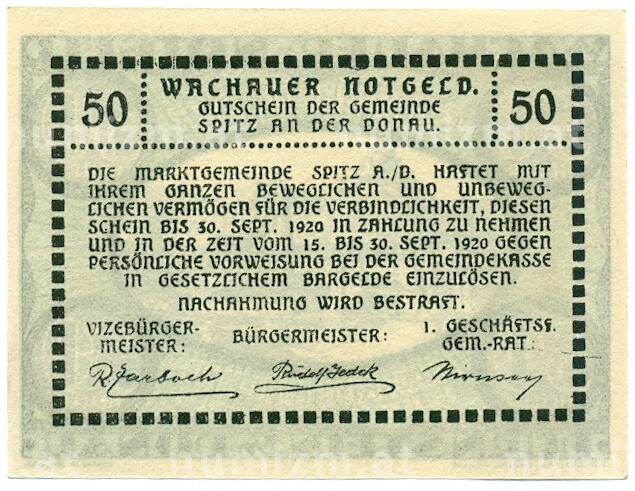 50 WACHAUER NOTGELD. 50
GUTSCHEIN DER GEMEINDE
SPITZ AN DER DONAU.
DIE MARKTGEMEINDE SPITZ A./D. HAFTET MIT
IHREM GANZEN BEWEGLICHEN UND UNBEWEG-
LICHEN VERMÖGEN FÜR DIE VERBINDLICHKEIT, DIESEN
SCHEIN BIS 30. SEPT. 1920 IN ZAHLUNG ZU NEHMEN
UND IN DER ZEIT VOM 15. BIS 30. SEPT. 1920 GEGEN
PERSÖNLICHE VORWEISUNG BEI DER GEMEINDEKASSE
IN GESETZLICHEM BARGELDE EINZULÖSEN.
NACHAHMUNG WIRD BESTRAFT.
VIZEBÜRGER- BÜRGERMEISTER: 1. GESCHÄFTSF.
MEISTER: GEM.-RAT:
numizm.at